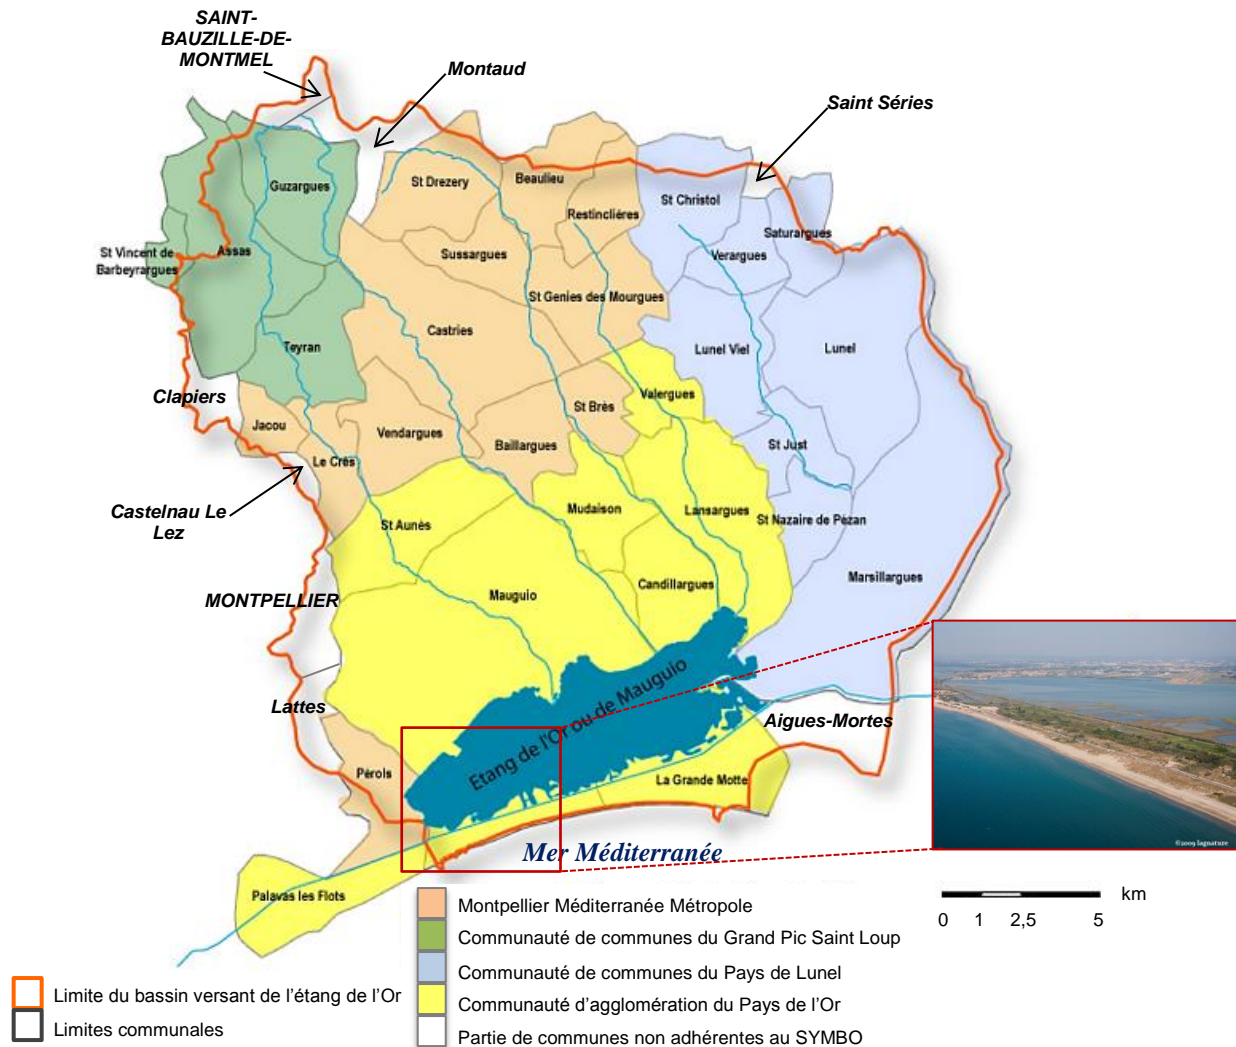 SAINT-
BAUZILLE-DE-
MONTMEL
Montaud
Saint Séries
St Drezery
Beaulieu
Guzargues
Restinclières
St Christol
Saturargues
St Vincent de
Barbeyrargues
Assas
Sussargues
Verargues
St Genies des Mourgues
Castries
Teyran
Lunel Viel
Lunel
Clapiers
Valergues
Jacou
Vendargues
St Brès
Baillargues
St Just
Le Crès
Castelnau Le
Lez
St Aunès
Mudaison
Lansargues
St Nazaire de Pézan
Candillargues
Marsillargues
MONTPELLIER
Mauguio
Lattes
Etang de l'Or ou de Mauguio
Aigues-Mortes
Pérols
La Grande Motte
©2009 lagnature
Mer Méditerranée
Palavas les Flots
Montpellier Méditerranée Métropole
km
0 1 2,5 5
Communauté de communes du Grand Pic Saint Loup
Communauté de communes du Pays de Lunel
Limite du bassin versant de l’étang de l’Or
Communauté d’agglomération du Pays de l’Or
Limites communales
Partie de communes non adhérentes au SYMBO